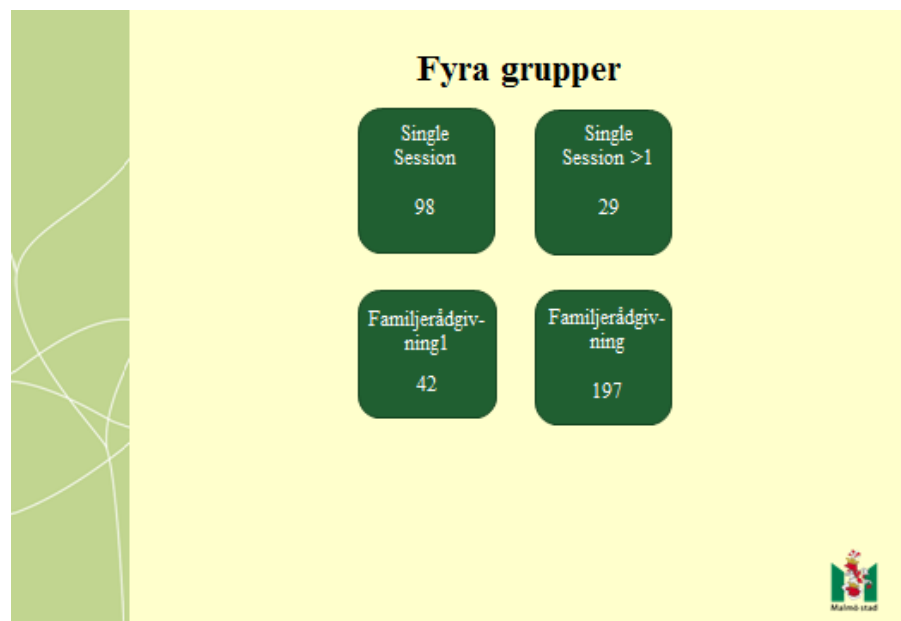 Fyra grupper
Single
Session
98
Single
Session >1
29
Familjerådgiv-
ning1
42
Familjerådgiv-
ning
197
Malmö stad